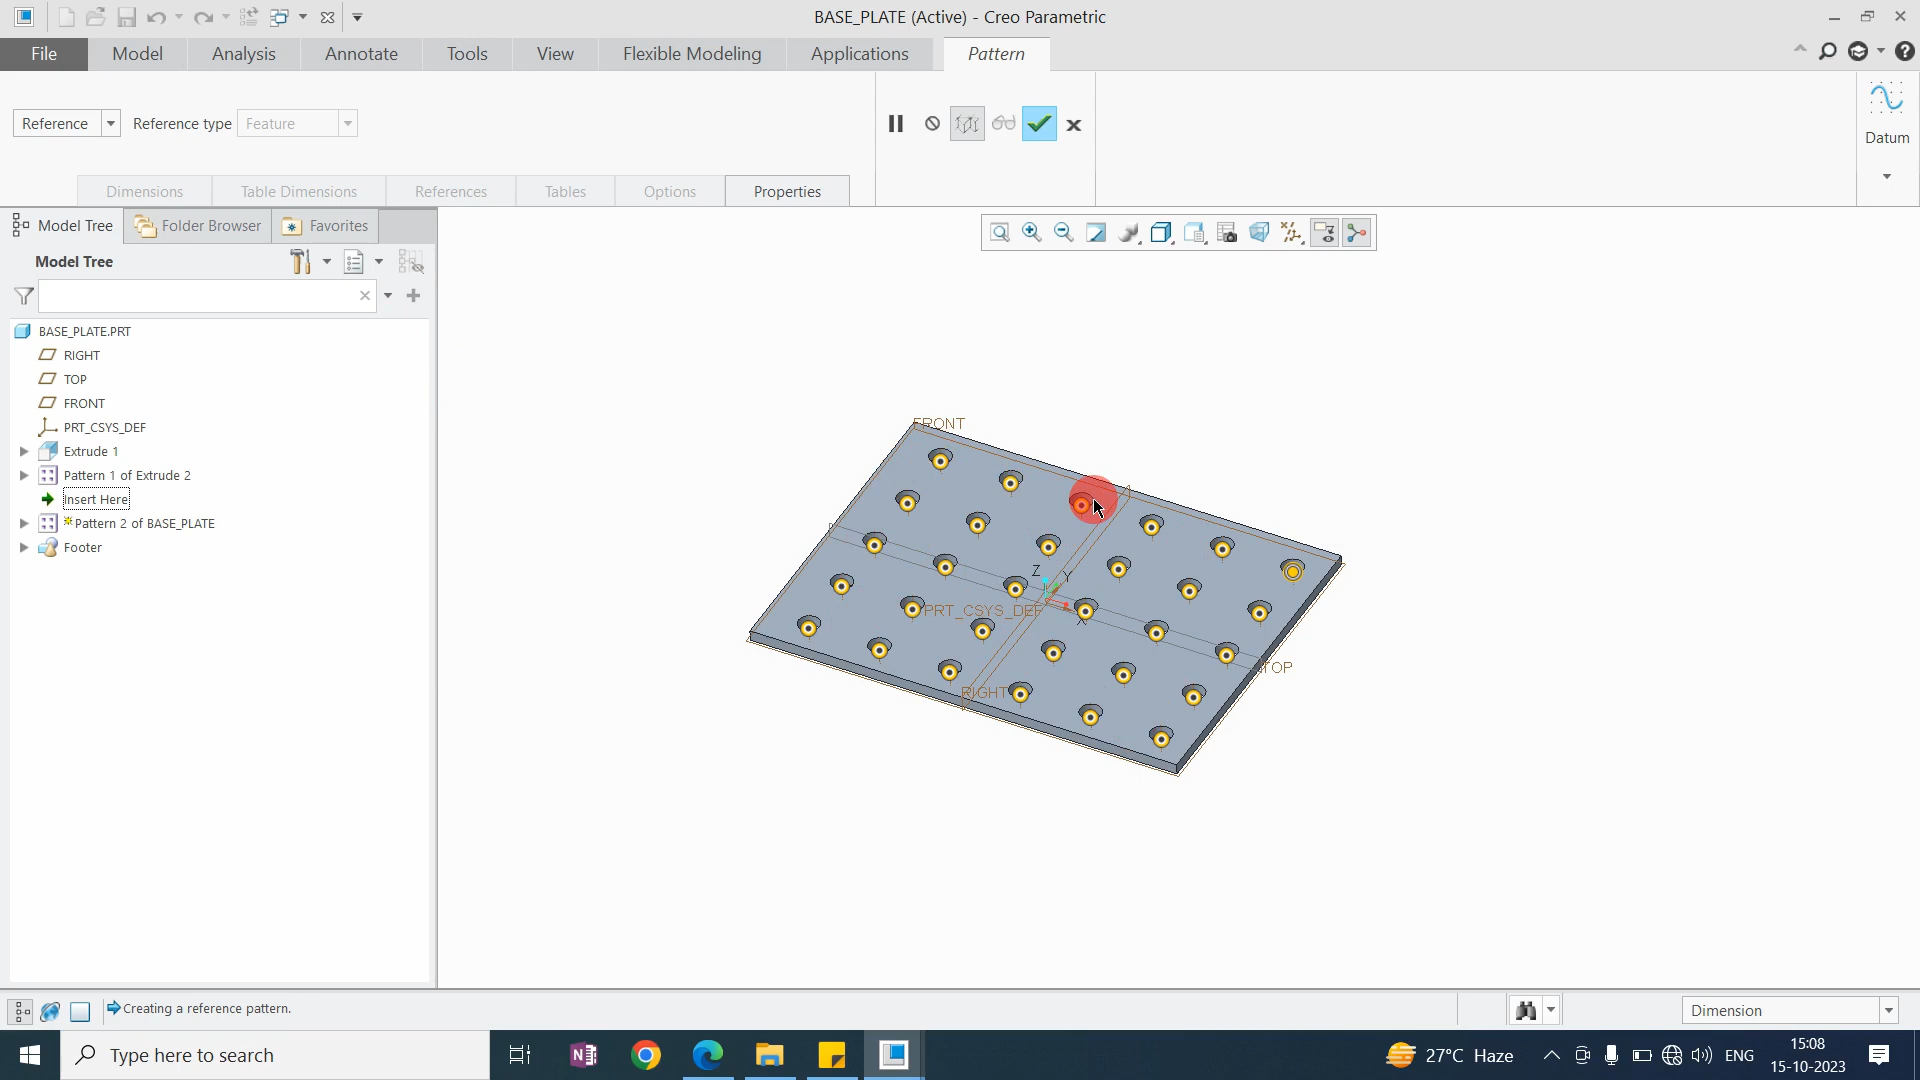 BASE_PLATE (Active) - Creo Parametric
File Model Analysis Annotate Tools View Flexible Modeling Applications Pattern
Reference Reference type Feature
Datum
Dimensions Table Dimensions References Tables Options Properties
Model Tree Folder Browser Favorites
Model Tree
BASE_PLATE.PRT
RIGHT
TOP
FRONT
PRT_CSYS_DEF
Extrude 1
Pattern 1 of Extrude 2
Insert Here
Pattern 2 of BASE_PLATE
Footer
FRONT
Z Y
PRT_CSYS_DEF
X
TOP
RIGHT
Creating a reference pattern.
Dimension
Type here to search
27°C Haze
ENG
15:08
15-10-2023